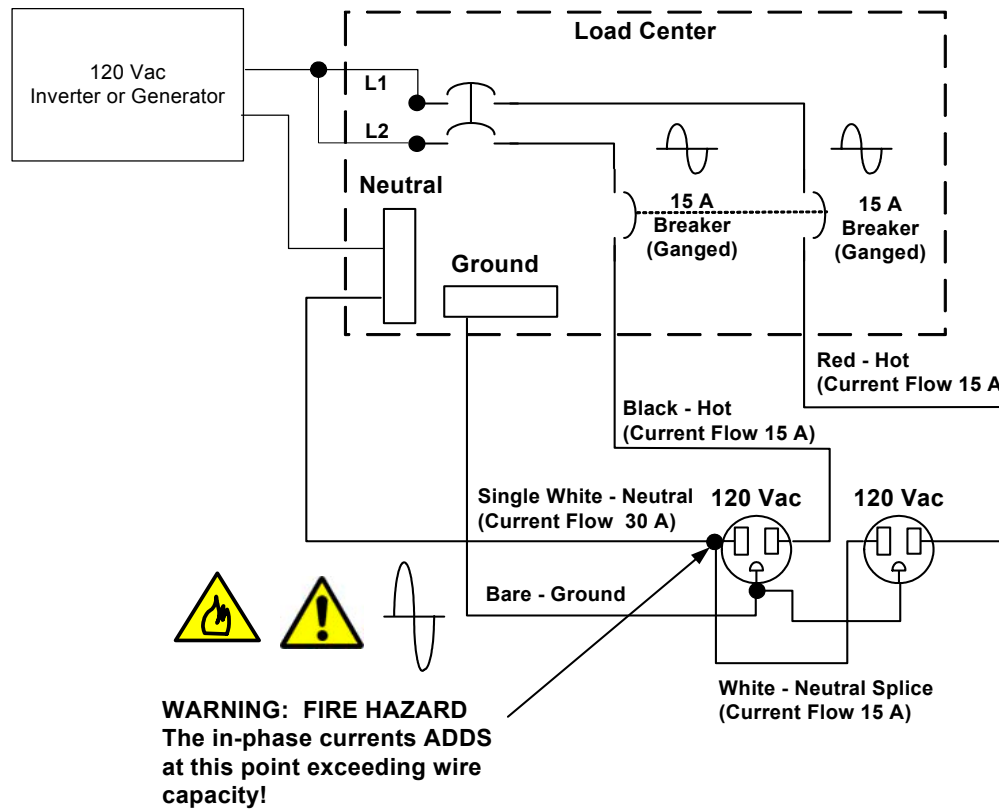 Load Center
120 Vac
Inverter or Generator
L1
L2
Neutral
Ground
15 A
Breaker
(Ganged)
15 A
Breaker
(Ganged)
Red - Hot
(Current Flow 15 A
Black - Hot
(Current Flow 15 A)
Single White - Neutral
(Current Flow  30 A)
120 Vac
120 Vac
Bare - Ground
White - Neutral Splice
(Current Flow 15 A)
WARNING:  FIRE HAZARD
The in-phase currents ADDS
at this point exceeding wire
capacity!